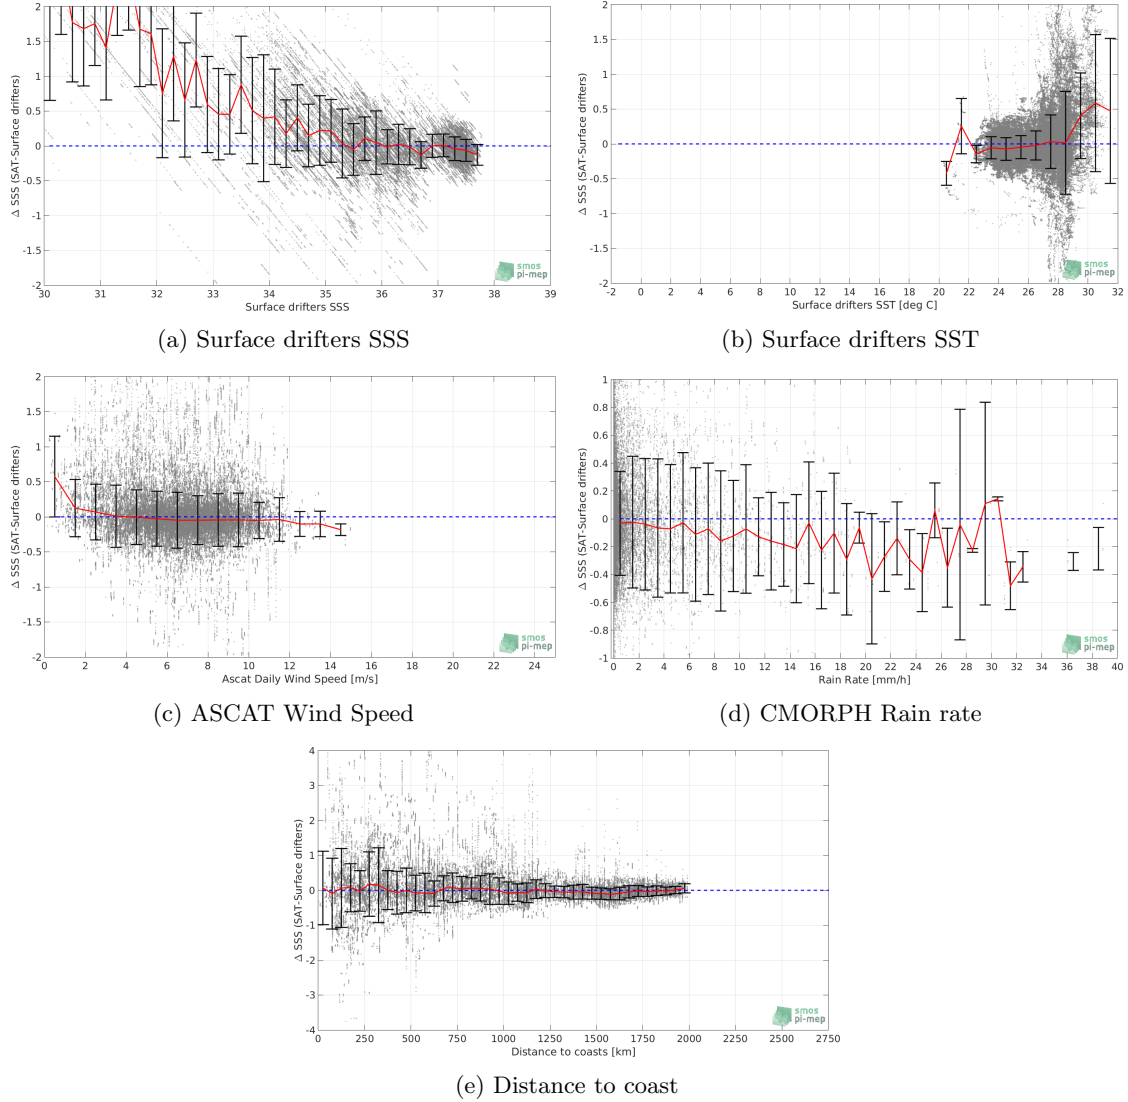 Δ SSS (SAT-Surface drifters)
2
1.5
1
0.5
0
-0.5
-1
-1.5
-2
30 31 32 33 34 35 36 37 38 39
Surface drifters SSS
smos
pi-mep
(a) Surface drifters SSS
Δ SSS (SAT-Surface drifters)
2
1.5
1
0.5
0
-0.5
-1
-1.5
-2
-2 0 2 4 6 8 10 12 14 16 18 20 22 24 26 28 30 32
Surface drifters SST [deg C]
smos
pi-mep
(b) Surface drifters SST
Δ SSS (SAT-Surface drifters)
2
1.5
1
0.5
0
-0.5
-1
-1.5
-2
0 2 4 6 8 10 12 14 16 18 20 22 24
Ascat Daily Wind Speed [m/s]
smos
pi-mep
(c) ASCAT Wind Speed
Δ SSS (SAT-Surface drifters)
1
0.8
0.6
0.4
0.2
0
-0.2
-0.4
-0.6
-0.8
-1
0 2 4 6 8 10 12 14 16 18 20 22 24 26 28 30 32 34 36 38 40
Rain Rate [mm/h]
smos
pi-mep
(d) CMORPH Rain rate
Δ SSS (SAT-Surface drifters)
4
3
2
1
0
-1
-2
-3
-4
0 250 500 750 1000 1250 1500 1750 2000 2250 2500 2750
Distance to coasts [km]
smos
pi-mep
(e) Distance to coast